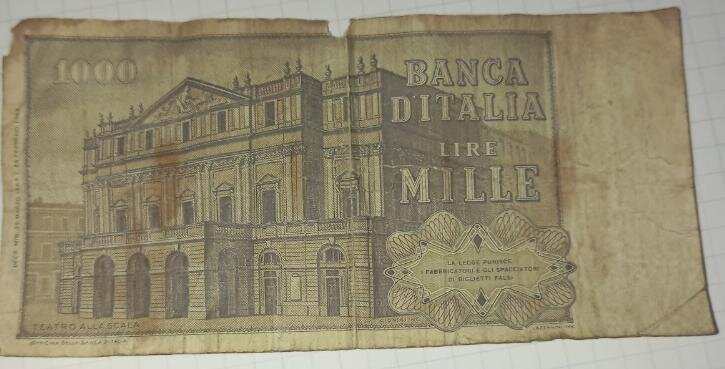 1000
BANCA
D'ITALIA
LIRE
MILLE
LA LEGGE PUNISCE
I FABBRICATORI E GLI SPACCIATORI
DI BIGLIETTI FALSI
TEATRO ALLA SCALA
OFFICINA DELLA BANCA D'ITALIA